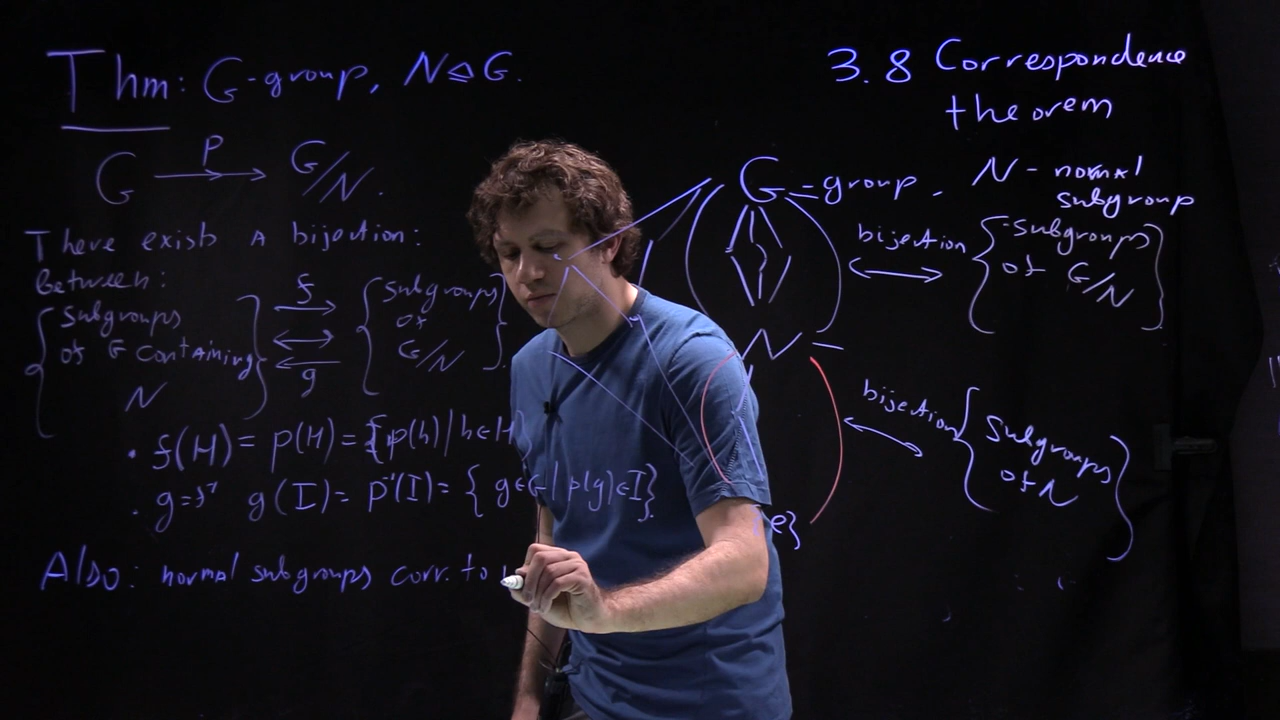 Thm: G-group, N⊴G.
G —P→ G/N.
There exist a bijection:
between:
{Subgroups of G containing N}
f
g
{subgroups of G/N}
• f(H)= p(H)= {p(h)|h∈H
• g=f⁻¹ g(I)= p⁻¹(I)= { g∈G | p(g)∈I}
Also: normal subgroups corr. to
3.8 Correspondence
theorem
G -group, N - normal
subgroup
bijection
{-subgroups
of G/N}
N
bijection
{Subgroups
of N}
e}